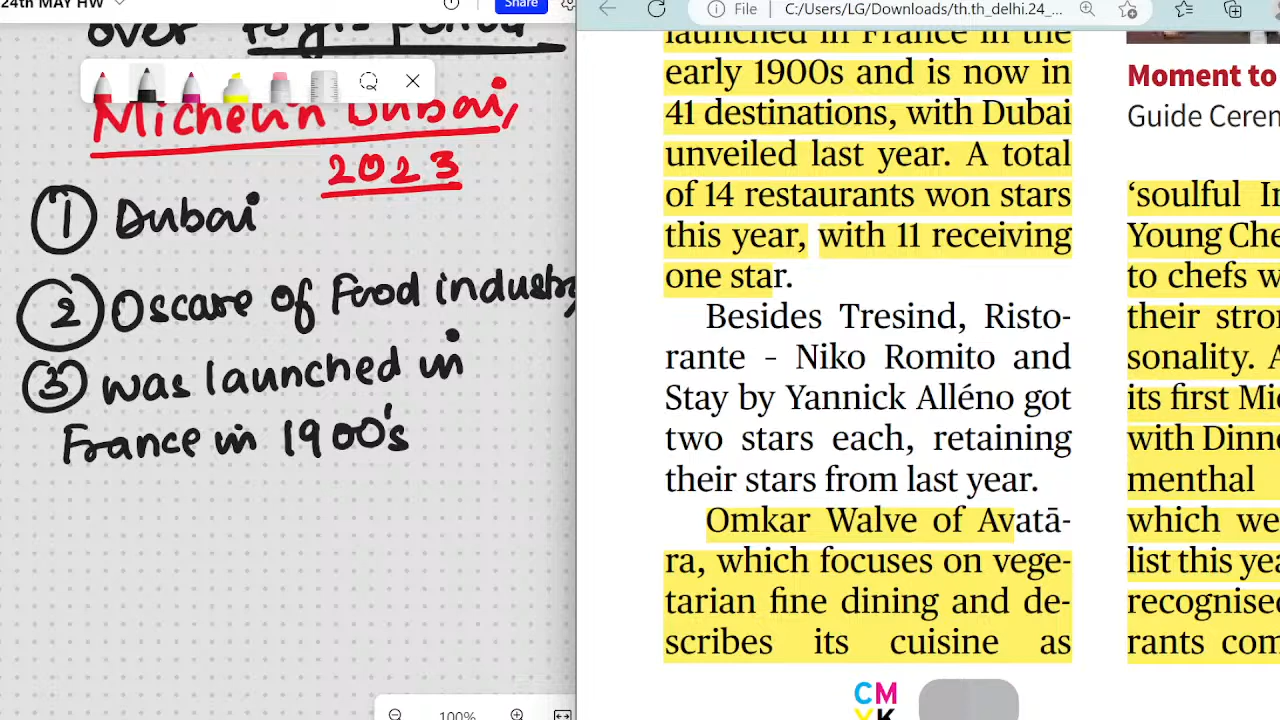 24th MAY HW
Share
over
Michelin Dubai,
2023
1 Dubai
2 Oscare of Food industry
3 was launched in
France in 1900's
100%
File
C:/Users/LG/Downloads/th.th_delhi.24_...
launched in France in the
early 1900s and is now in
41 destinations, with Dubai
unveiled last year. A total
of 14 restaurants won stars
this year, with 11 receiving
one star.
Besides Tresind, Risto-
rante – Niko Romito and
Stay by Yannick Alléno got
two stars each, retaining
their stars from last year.
Omkar Walve of Avatā-
ra, which focuses on vege-
tarian fine dining and de-
scribes its cuisine as
CM
YK
Moment to
Guide Ceren
‘soulful In
Young Che
to chefs w
their stron
sonality. A
its first Mic
with Dinne
menthal
which we
list this yea
recognised
rants com